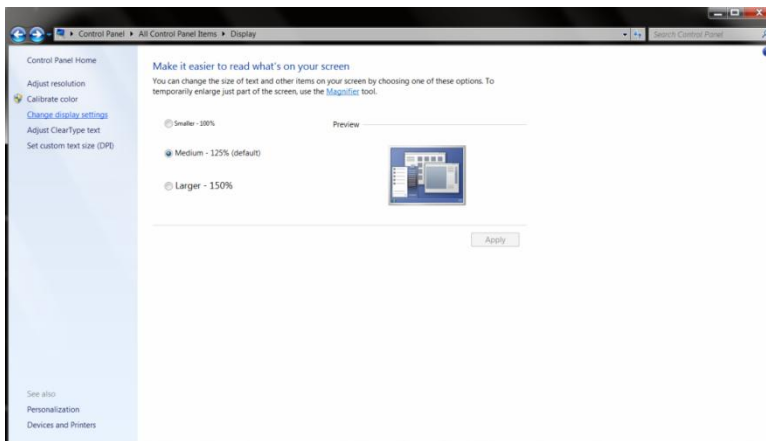 Control Panel ▸ All Control Panel Items ▸ Display
Search Control Panel
Control Panel Home
Adjust resolution
Calibrate color
Change display settings
Adjust ClearType text
Set custom text size (DPI)
See also
Personalization
Devices and Printers
Make it easier to read what's on your screen
You can change the size of text and other items on your screen by choosing one of these options. To
temporarily enlarge just part of the screen, use the Magnifier tool.
Smaller - 100%
Preview
Medium - 125% (default)
Larger - 150%
Apply